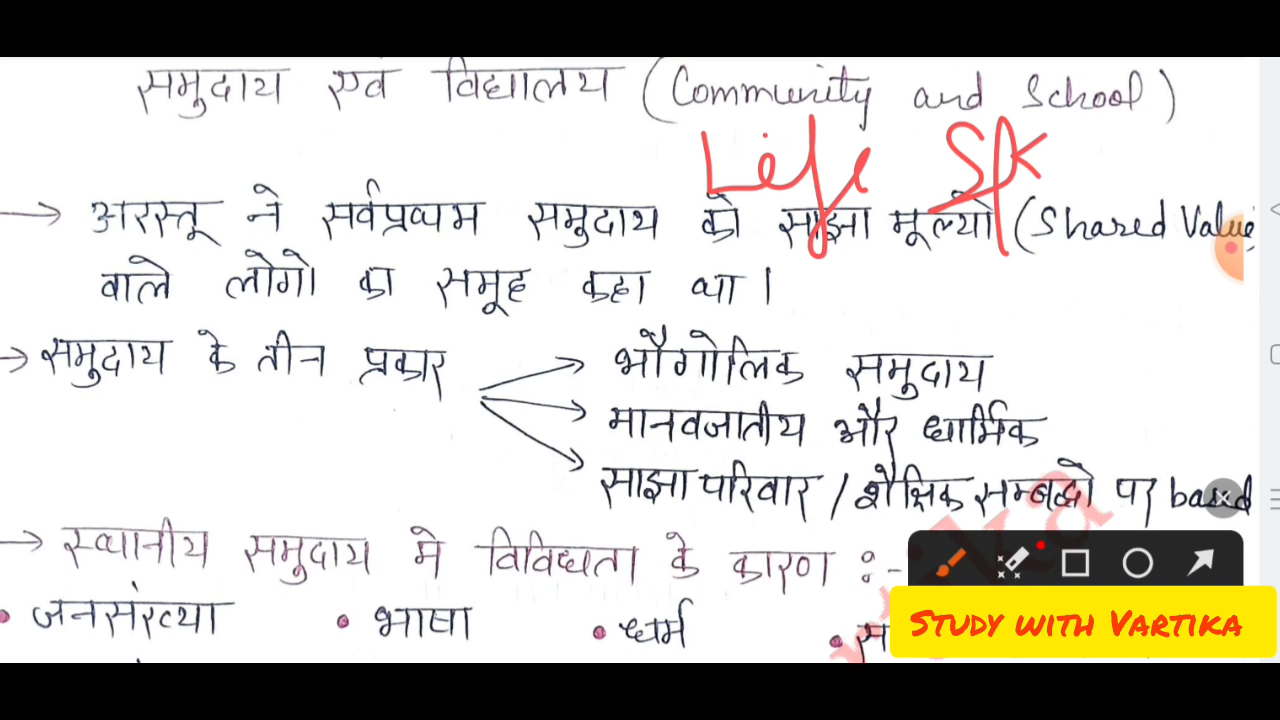 समुदाय एवं विद्यालय (Community and School)
Life
→ अरस्तू ने सर्वप्रथम समुदाय को साझा मूल्यो (Shared Value
वाले लोगो का समूह कहा था।
→ समुदाय के तीन प्रकार
भौगोलिक समुदाय
मानवजातीय और धार्मिक
साझा परिवार / शैक्षिक सम्बन्धो पर based
→ स्थानीय समुदाय मे विविधता के कारण :-
• जनसंख्या • भाषा • धर्म
STUDY WITH VARTIKA